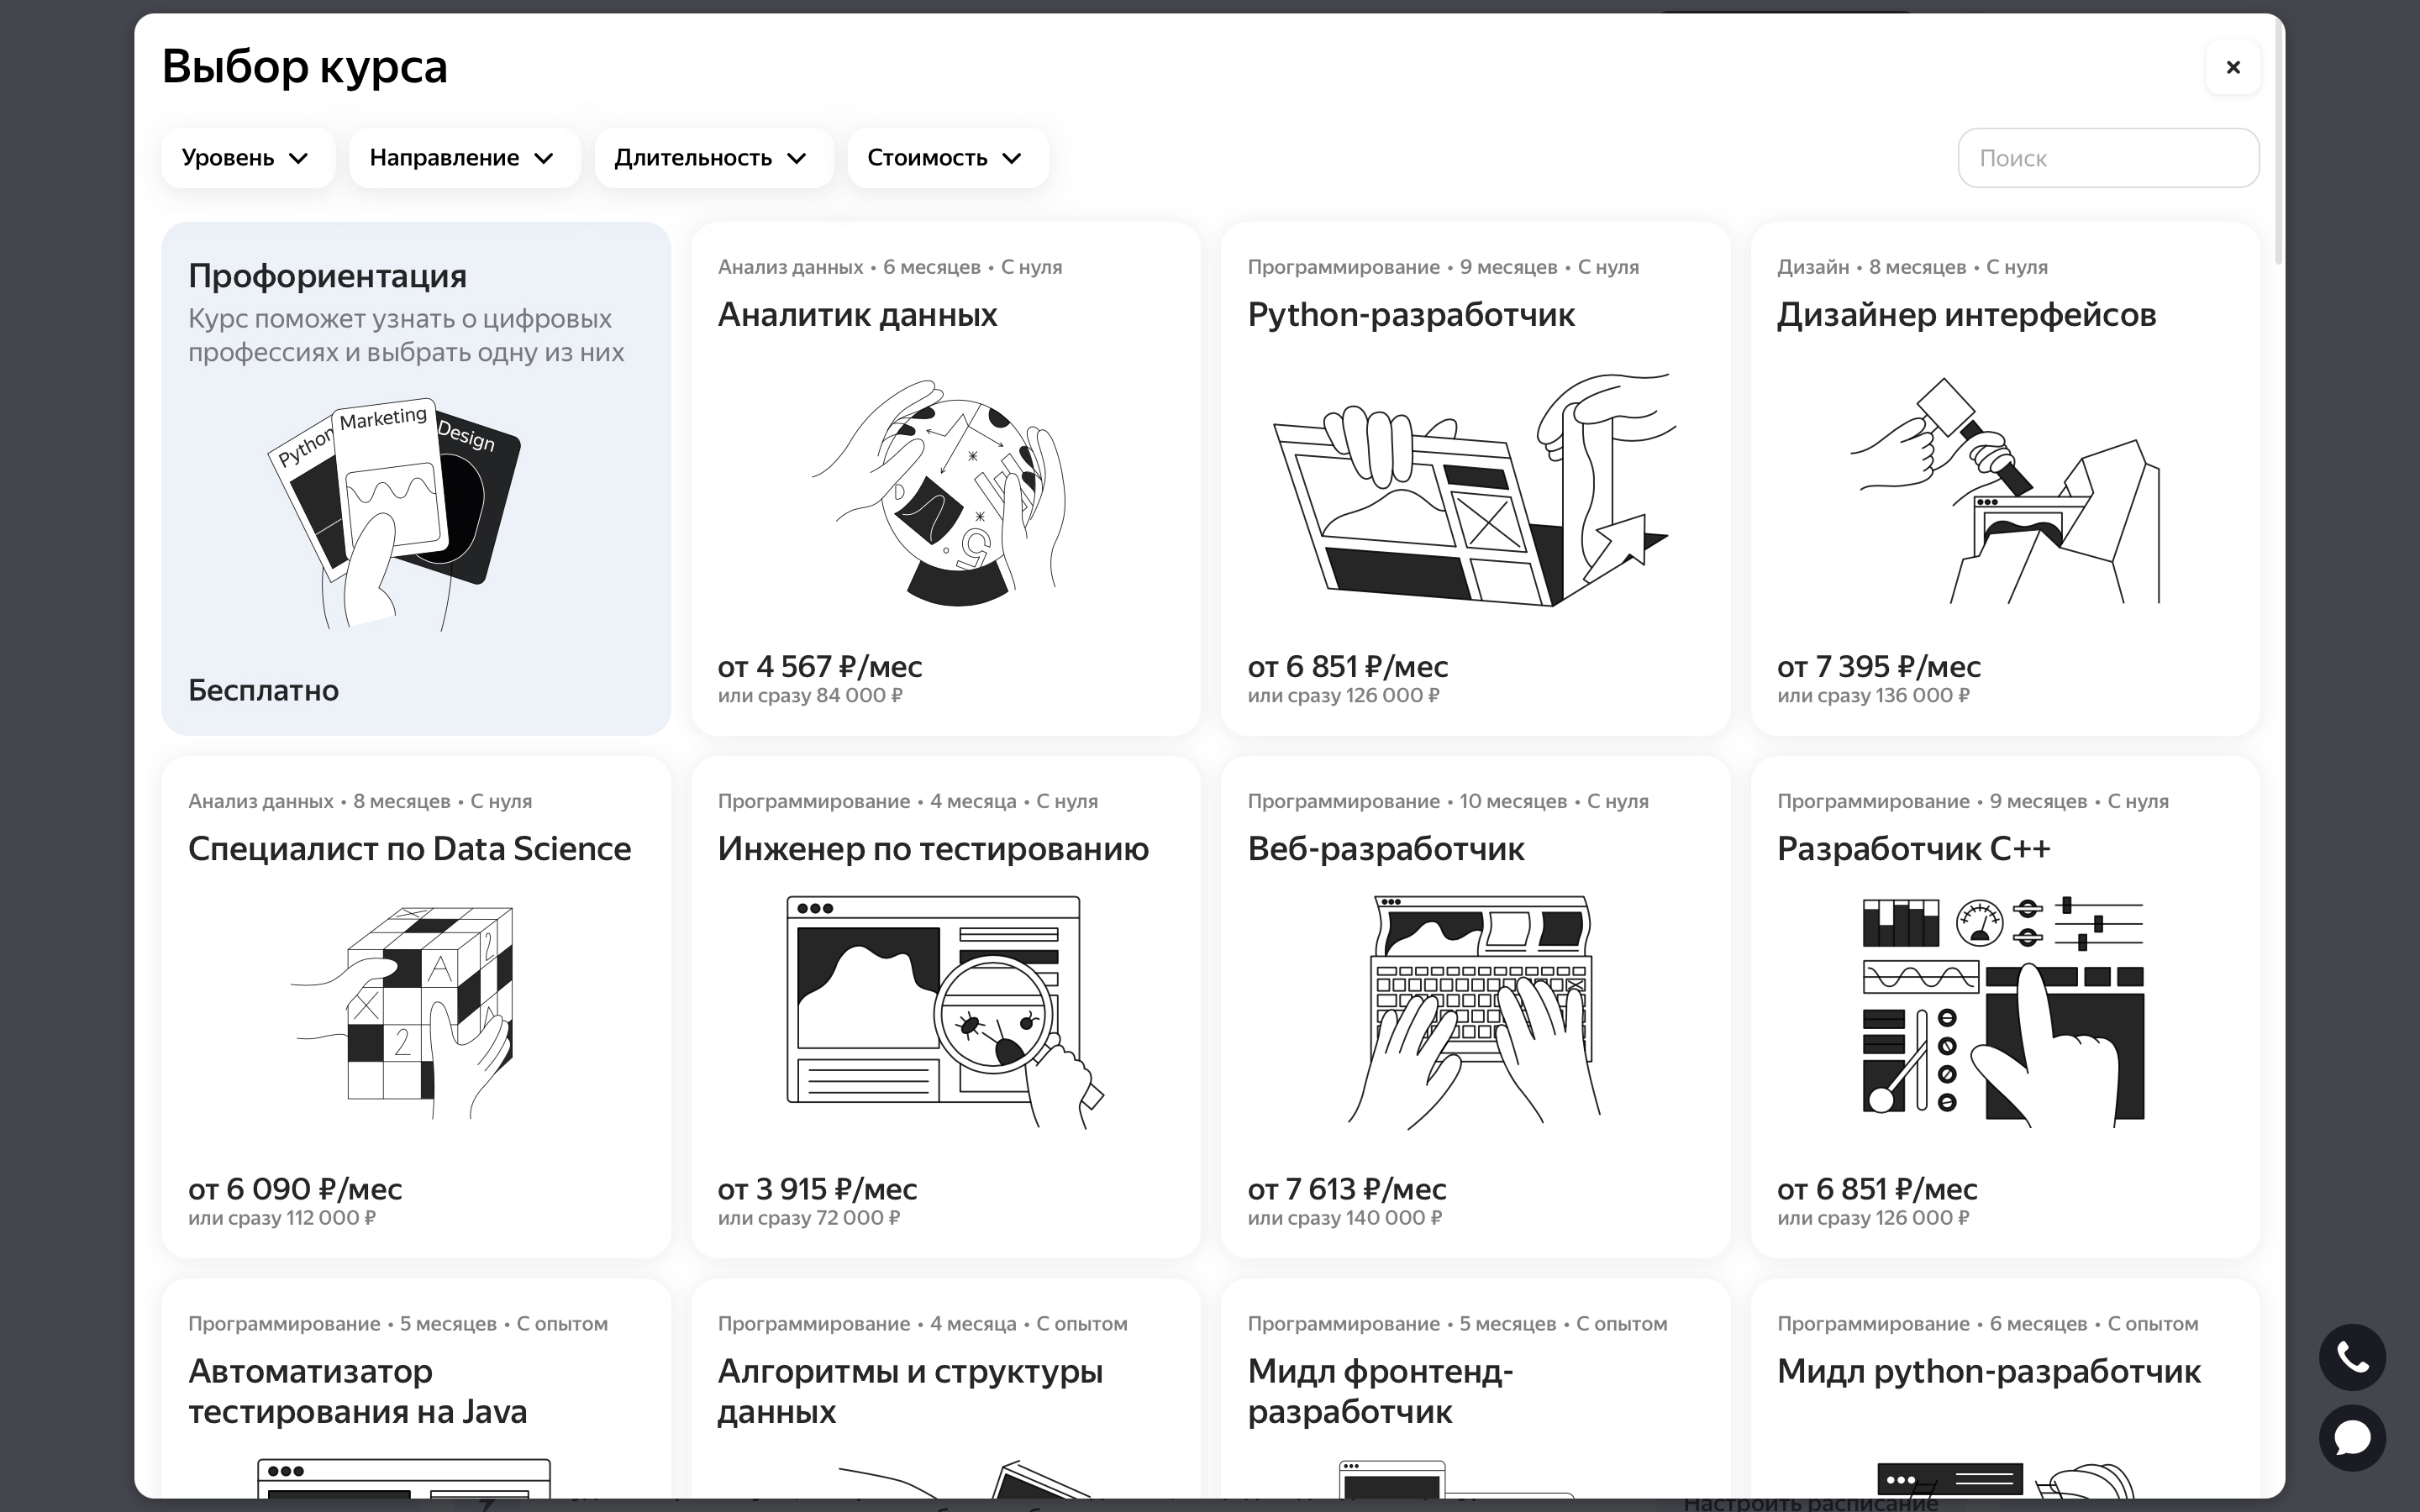 Выбор курса
Уровень
Направление
Длительность
Стоимость
Поиск
Профориентация
Курс поможет узнать о цифровых
профессиях и выбрать одну из них
Python
Marketing
Design
Бесплатно
Анализ данных • 6 месяцев • С нуля
Аналитик данных
от 4 567 ₽/мес
или сразу 84 000 ₽
Программирование • 9 месяцев • С нуля
Python-разработчик
от 6 851 ₽/мес
или сразу 126 000 ₽
Дизайн • 8 месяцев • С нуля
Дизайнер интерфейсов
от 7 395 ₽/мес
или сразу 136 000 ₽
Анализ данных • 8 месяцев • С нуля
Специалист по Data Science
A
X
2
2
от 6 090 ₽/мес
или сразу 112 000 ₽
Программирование • 4 месяца • С нуля
Инженер по тестированию
от 3 915 ₽/мес
или сразу 72 000 ₽
Программирование • 10 месяцев • С нуля
Веб-разработчик
от 7 613 ₽/мес
или сразу 140 000 ₽
Программирование • 9 месяцев • С нуля
Разработчик C++
от 6 851 ₽/мес
или сразу 126 000 ₽
Программирование • 5 месяцев • С опытом
Автоматизатор
тестирования на Java
Программирование • 4 месяца • С опытом
Алгоритмы и структуры
данных
Программирование • 5 месяцев • С опытом
Мидл фронтенд-
разработчик
Программирование • 6 месяцев • С опытом
Мидл python-разработчик
Настроить расписание